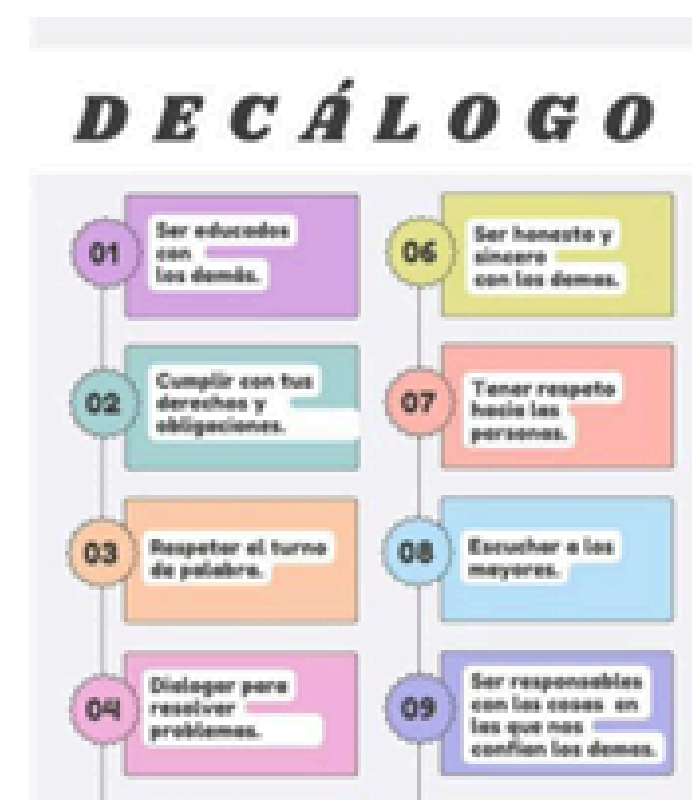 DECÁLOGO
01
Ser educados
con
los demás.
02
Cumplir con tus
derechos y
obligaciones.
03
Respetar el turno
de palabra.
04
Dialogar para
resolver
problemas.
06
Ser honesto y
sincero
con los demas.
07
Tener respeto
hacia las
personas.
08
Escuchar a los
mayores.
09
Ser responsables
con las cosas en
las que nos
confian los demas.